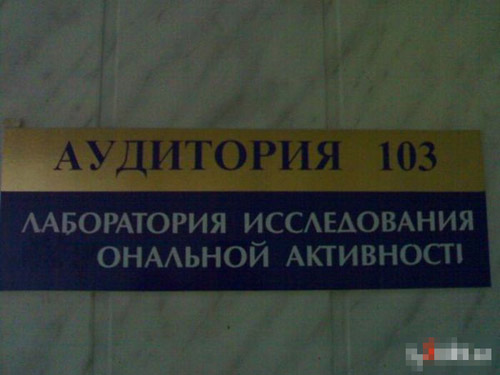 АУДИТОРИЯ 103
ЛАБОРАТОРИЯ ИССЛЕДОВАНИЯ
ОНАЛЬНОЙ АКТИВНОСТІ